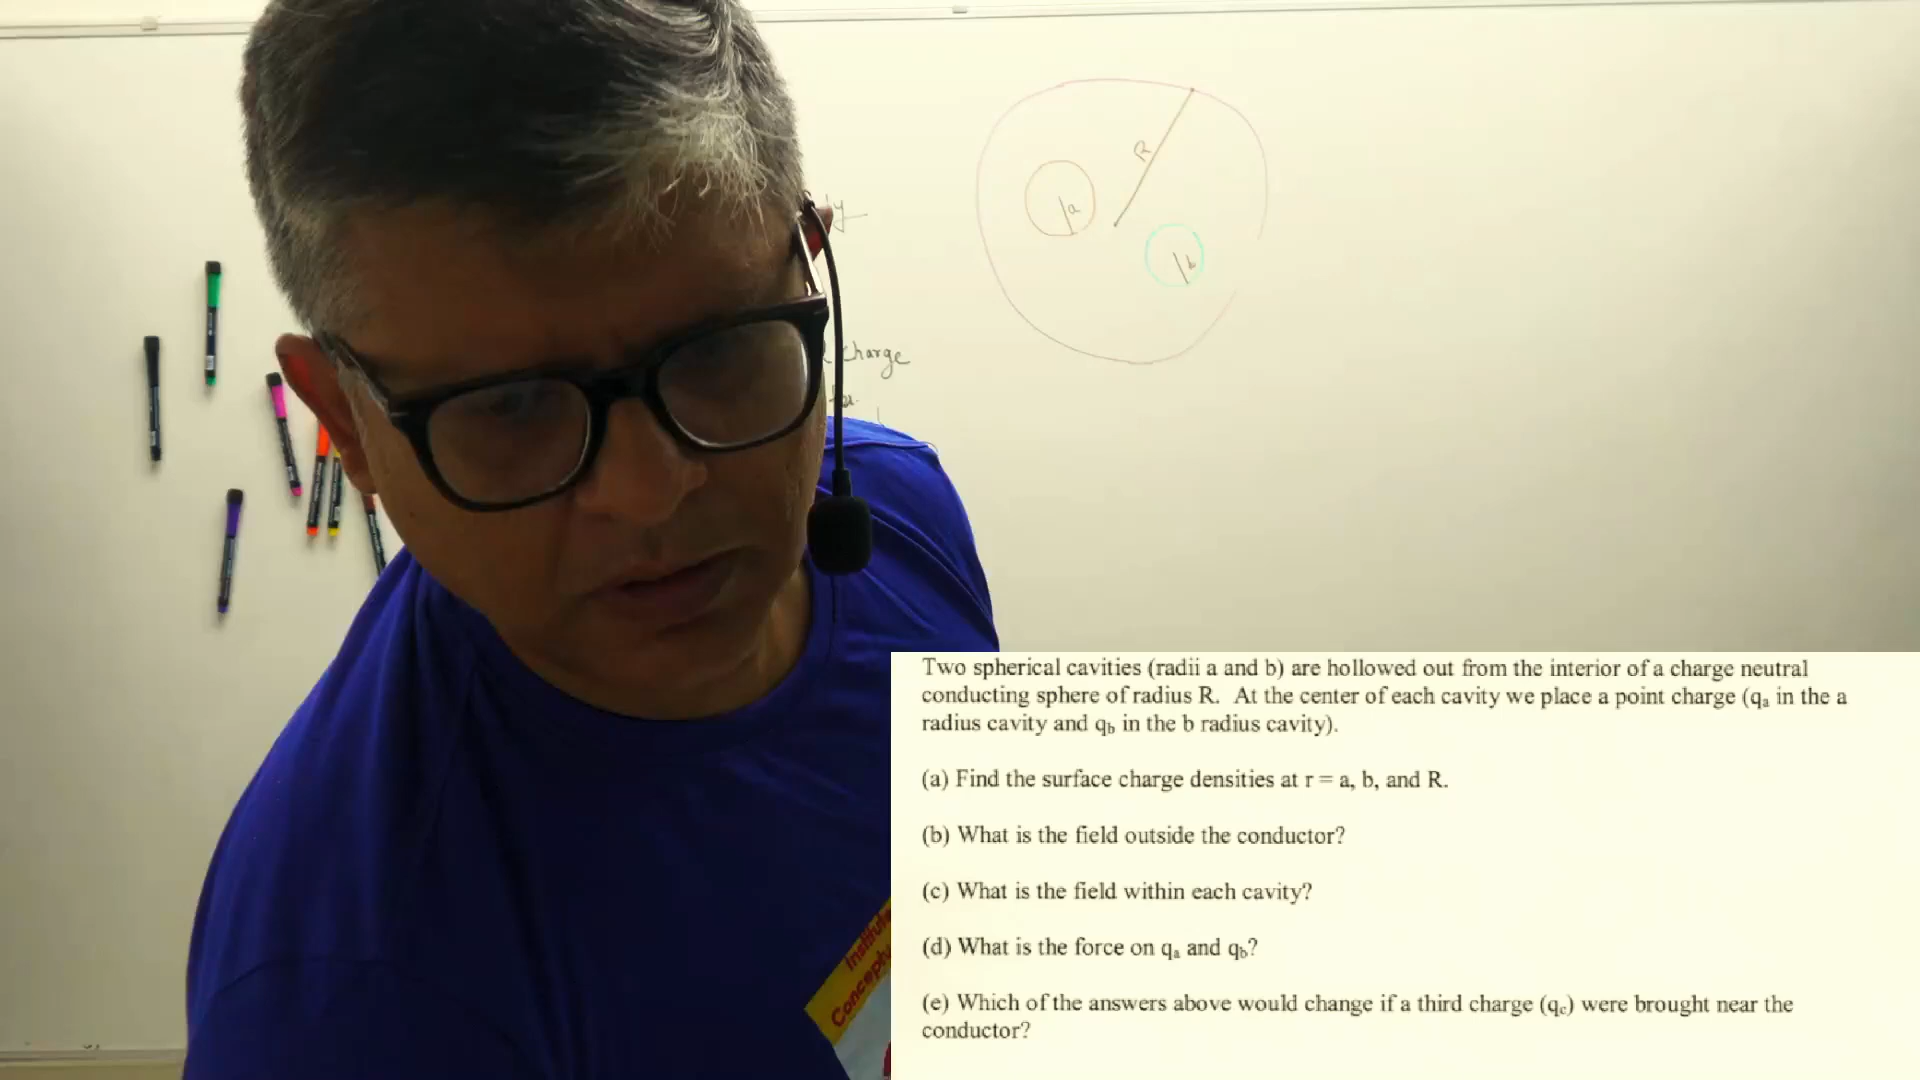 R
a
b
charge
Institute
Two spherical cavities (radii a and b) are hollowed out from the interior of a charge neutral
conducting sphere of radius R. At the center of each cavity we place a point charge (qₐ in the a
radius cavity and q_b in the b radius cavity).
(a) Find the surface charge densities at r = a, b, and R.
(b) What is the field outside the conductor?
(c) What is the field within each cavity?
(d) What is the force on qₐ and q_b?
(e) Which of the answers above would change if a third charge (q_c) were brought near the
conductor?